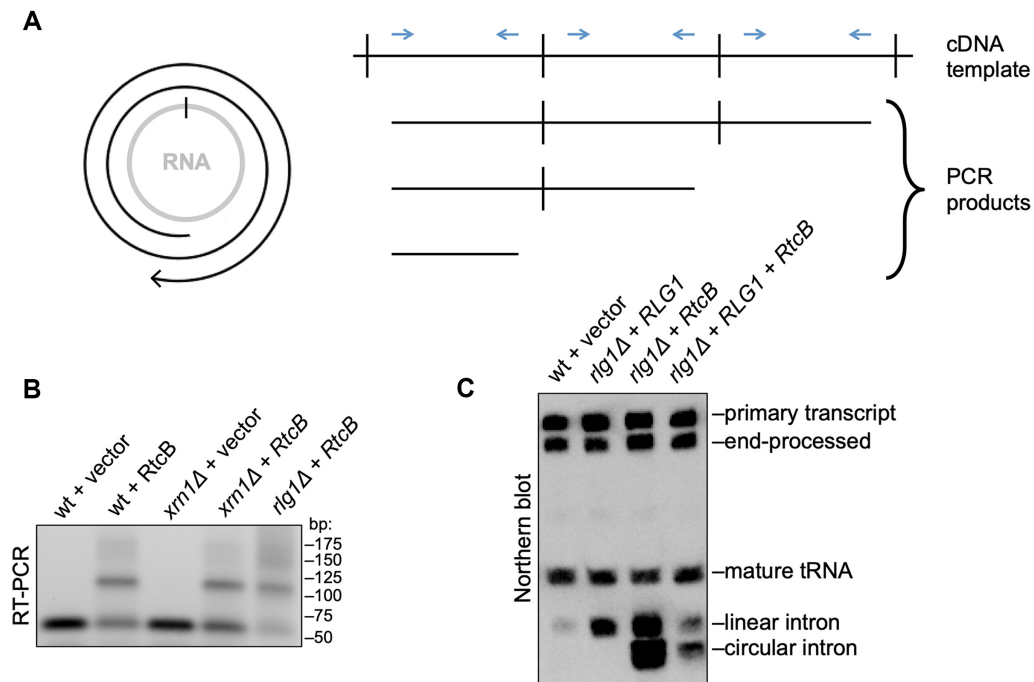 A
RNA
cDNA
template
PCR
products
B
wt + vector
wt + RtcB
xrn1Δ + vector
xrn1Δ + RtcB
rlg1Δ + RtcB
bp:
–175
–150
–125
–100
–75
–50
RT-PCR
C
wt + vector
rlg1Δ + RLG1
rlg1Δ + RtcB
rlg1Δ + RLG1 + RtcB
Northern blot
–primary transcript
–end-processed
–mature tRNA
–linear intron
–circular intron